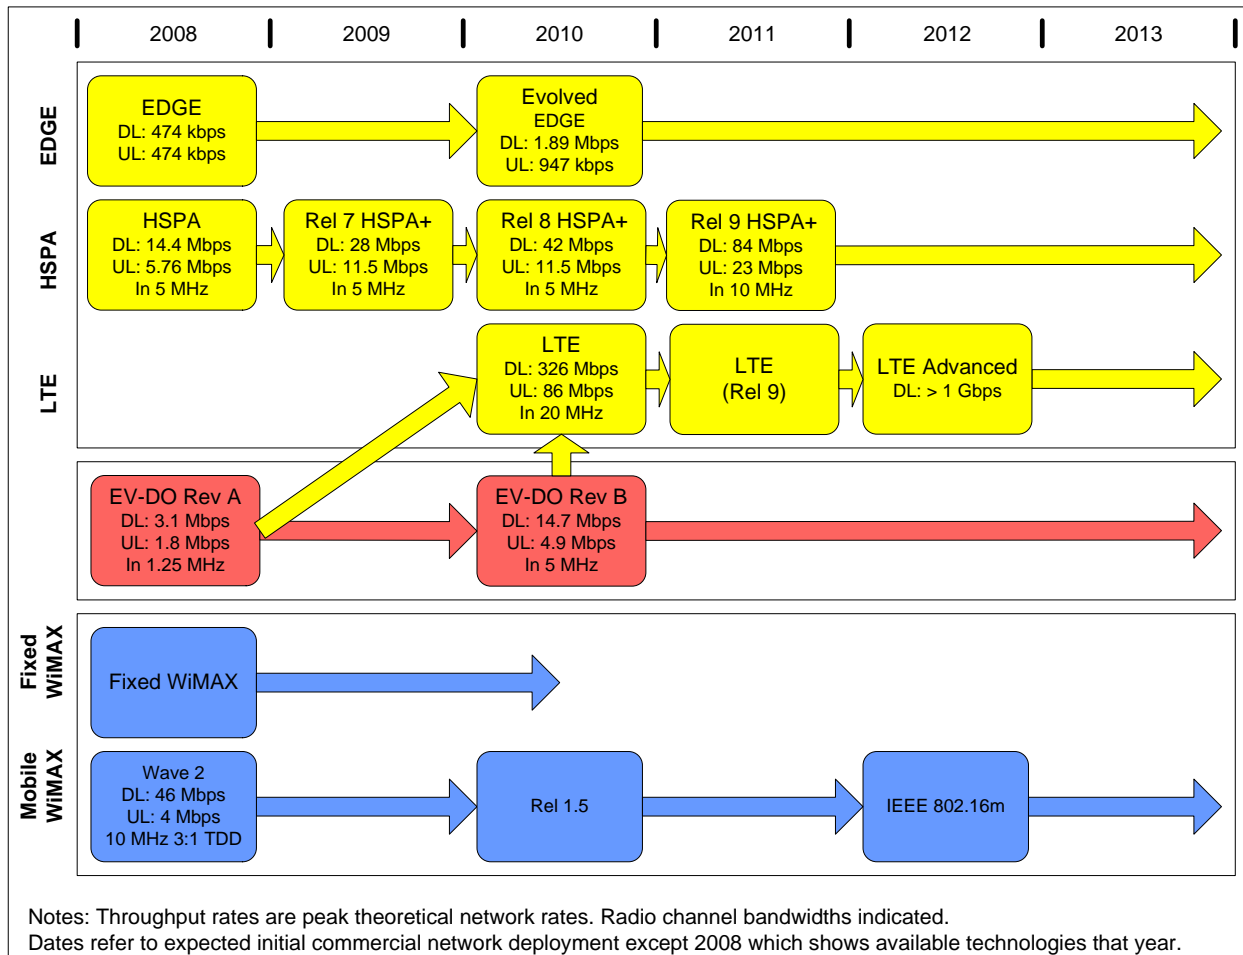 2008 2009 2010 2011 2012 2013
EDGE
EDGE
DL: 474 kbps
UL: 474 kbps
Evolved
EDGE
DL: 1.89 Mbps
UL: 947 kbps
HSPA
HSPA
DL: 14.4 Mbps
UL: 5.76 Mbps
In 5 MHz
Rel 7 HSPA+
DL: 28 Mbps
UL: 11.5 Mbps
In 5 MHz
Rel 8 HSPA+
DL: 42 Mbps
UL: 11.5 Mbps
In 5 MHz
Rel 9 HSPA+
DL: 84 Mbps
UL: 23 Mbps
In 10 MHz
LTE
LTE
DL: 326 Mbps
UL: 86 Mbps
In 20 MHz
LTE
(Rel 9)
LTE Advanced
DL: > 1 Gbps
EV-DO Rev A
DL: 3.1 Mbps
UL: 1.8 Mbps
In 1.25 MHz
EV-DO Rev B
DL: 14.7 Mbps
UL: 4.9 Mbps
In 5 MHz
Fixed
WiMAX
Fixed WiMAX
Mobile
WiMAX
Wave 2
DL: 46 Mbps
UL: 4 Mbps
10 MHz 3:1 TDD
Rel 1.5
IEEE 802.16m
Notes: Throughput rates are peak theoretical network rates. Radio channel bandwidths indicated.
Dates refer to expected initial commercial network deployment except 2008 which shows available technologies that year.